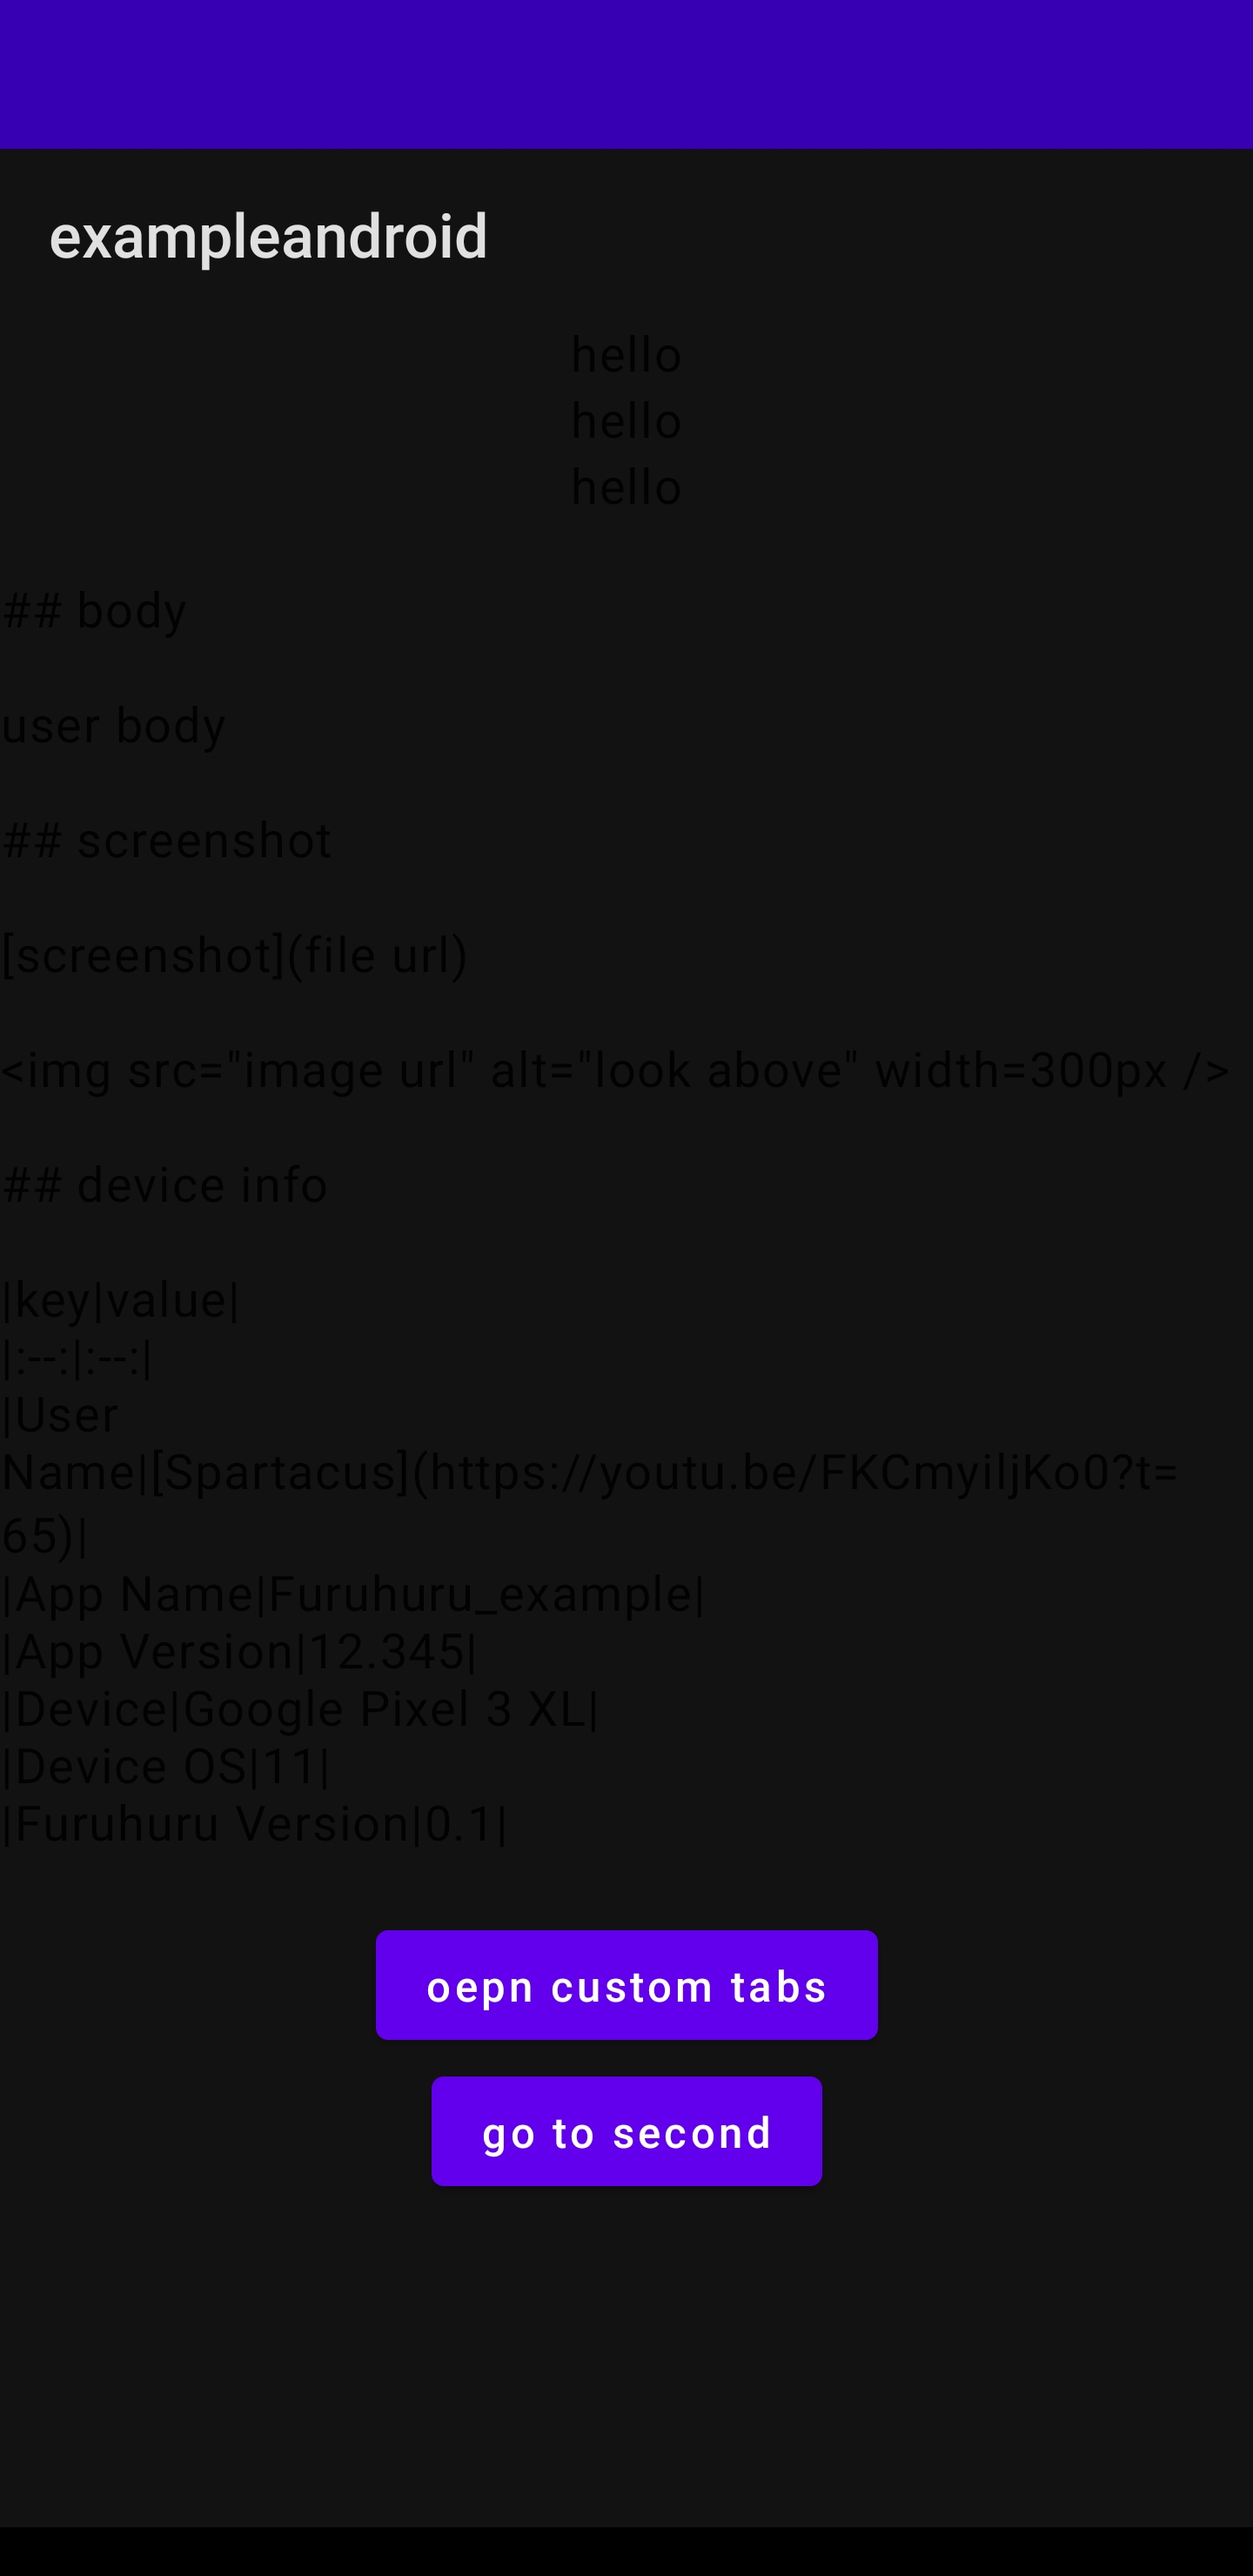 exampleandroid
hello
hello
hello
## body
user body
## screenshot
[screenshot](file url)
<img src="image url" alt="look above" width=300px />
## device info
|key|value|
|:--:|:--:|
|User
Name|[Spartacus](https://youtu.be/FKCmyiljKo0?t=
65)|
|App Name|Furuhuru_example|
|App Version|12.345|
|Device|Google Pixel 3 XL|
|Device OS|11|
|Furuhuru Version|0.1|
oepn custom tabs
go to second